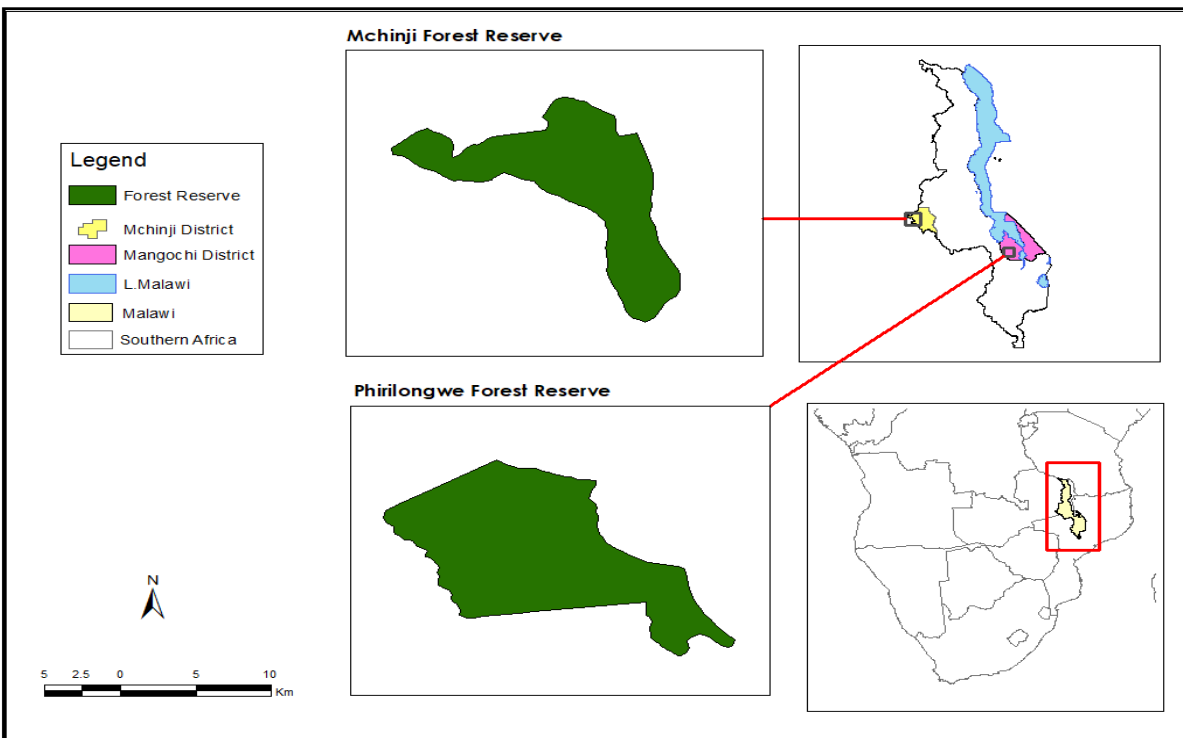 Mchinji Forest Reserve
Legend
Forest Reserve
Mchinji District
Mangochi District
L.Malawi
Malawi
Southern Africa
Phirilongwe Forest Reserve
N
5 2.5 0 5 10
Km